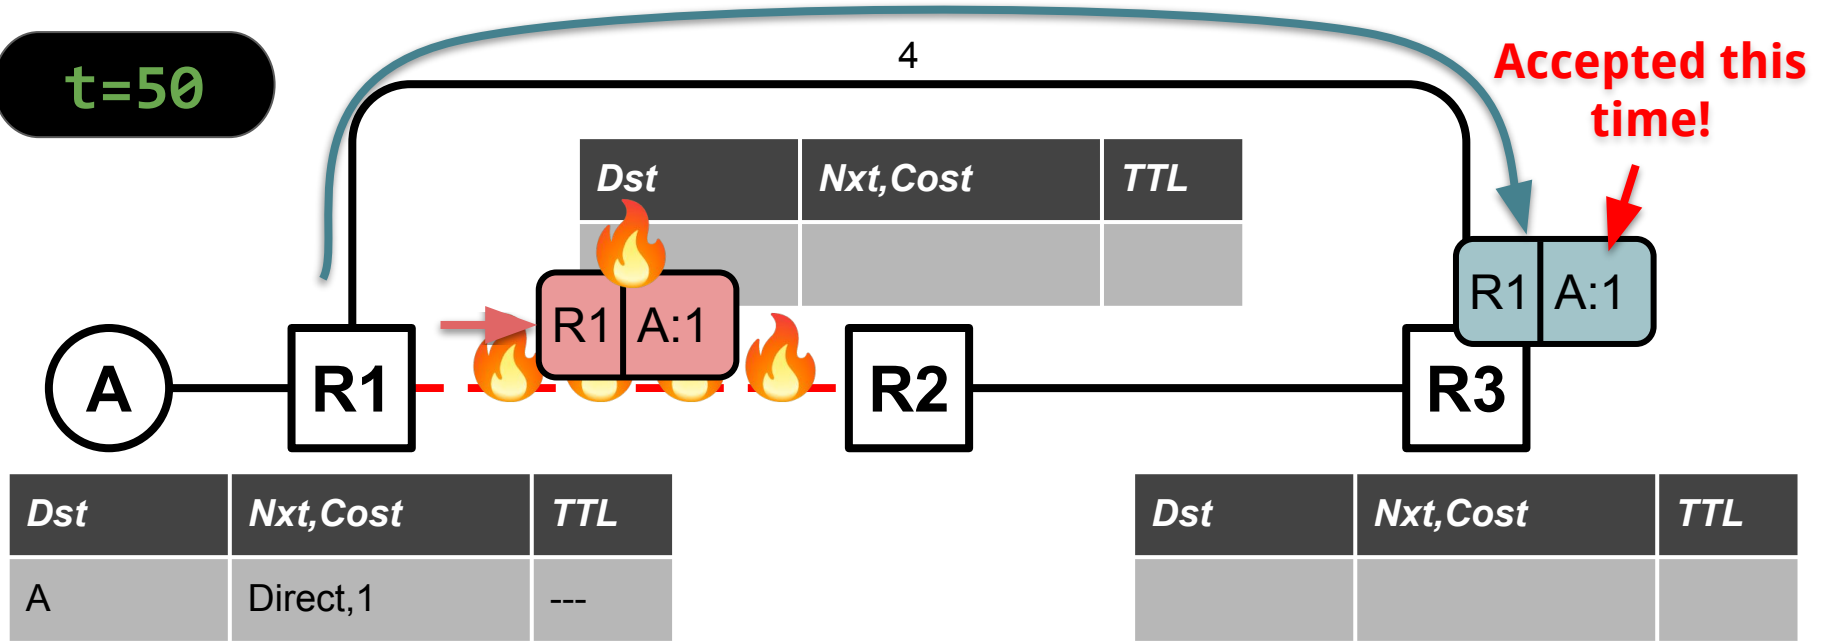 t=50
4
Accepted this
time!
Dst Nxt,Cost TTL
R1 A:1
R1 A:1
A R1 R2 R3
Dst Nxt,Cost TTL
A Direct,1 ---
Dst Nxt,Cost TTL